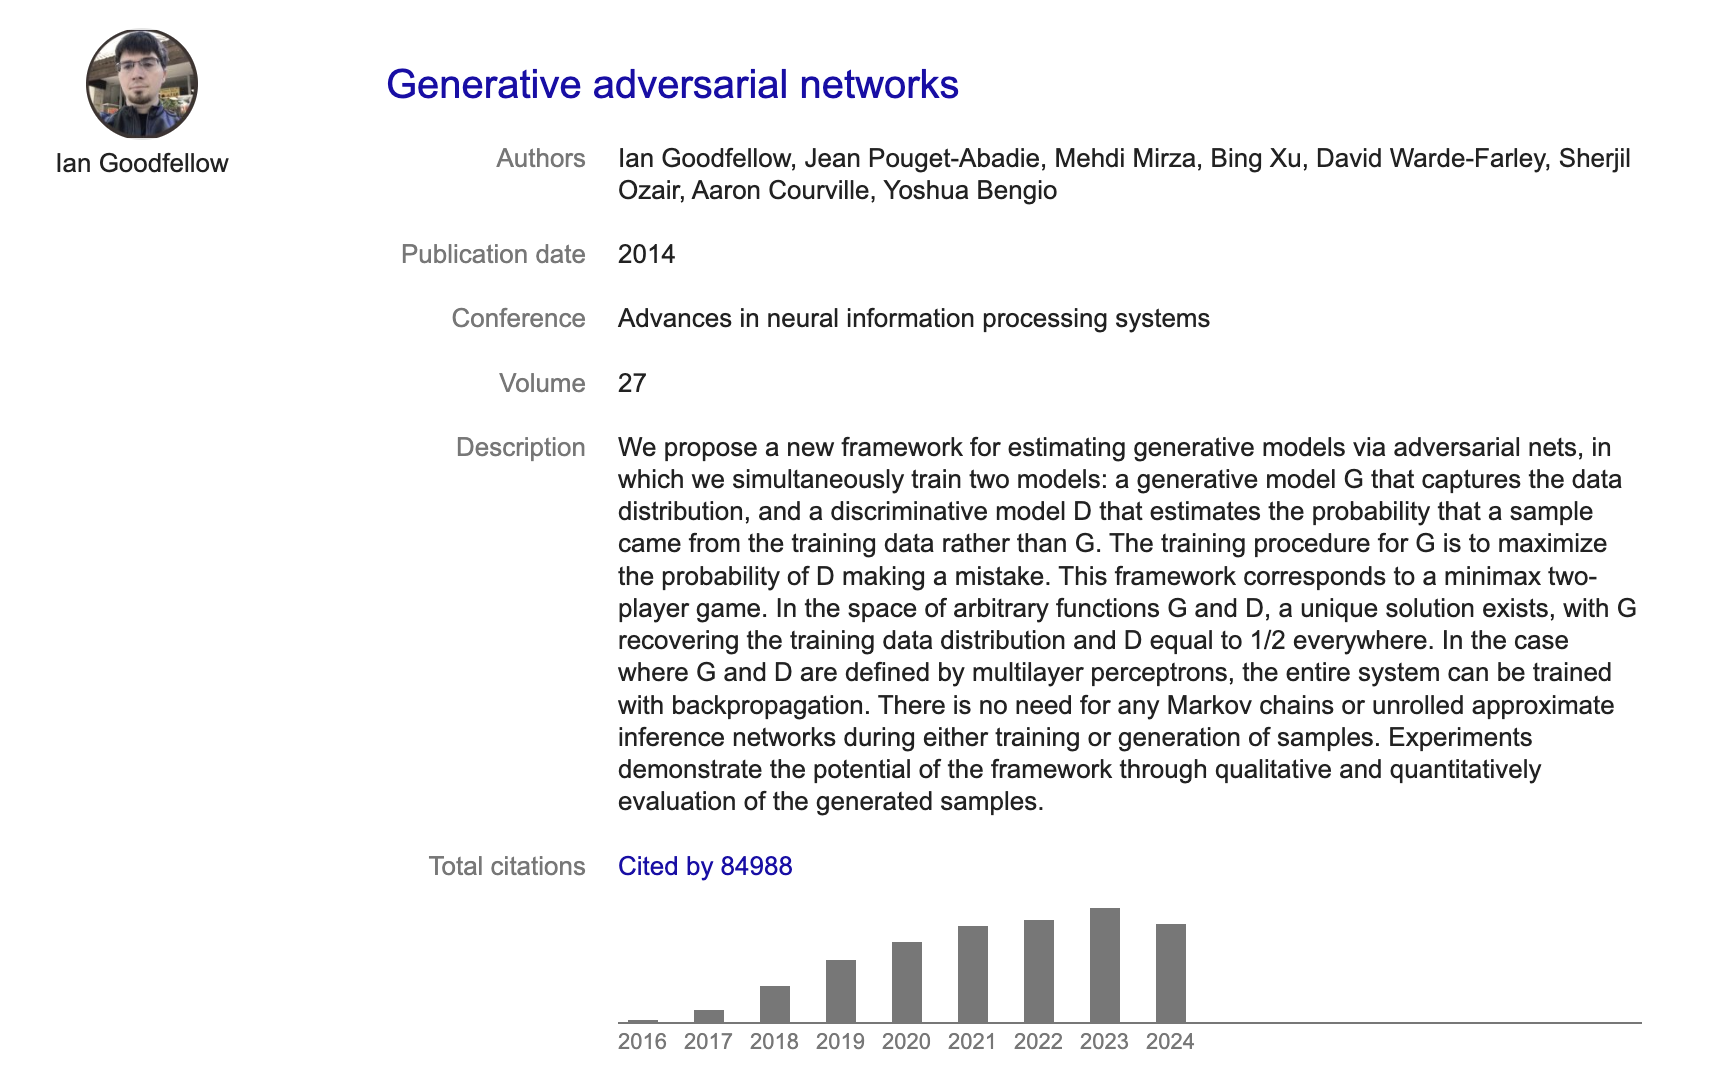 Ian Goodfellow
Generative adversarial networks
Authors Ian Goodfellow, Jean Pouget-Abadie, Mehdi Mirza, Bing Xu, David Warde-Farley, Sherjil
Ozair, Aaron Courville, Yoshua Bengio
Publication date 2014
Conference Advances in neural information processing systems
Volume 27
Description We propose a new framework for estimating generative models via adversarial nets, in
which we simultaneously train two models: a generative model G that captures the data
distribution, and a discriminative model D that estimates the probability that a sample
came from the training data rather than G. The training procedure for G is to maximize
the probability of D making a mistake. This framework corresponds to a minimax two-
player game. In the space of arbitrary functions G and D, a unique solution exists, with G
recovering the training data distribution and D equal to 1/2 everywhere. In the case
where G and D are defined by multilayer perceptrons, the entire system can be trained
with backpropagation. There is no need for any Markov chains or unrolled approximate
inference networks during either training or generation of samples. Experiments
demonstrate the potential of the framework through qualitative and quantitatively
evaluation of the generated samples.
Total citations Cited by 84988
2016 2017 2018 2019 2020 2021 2022 2023 2024